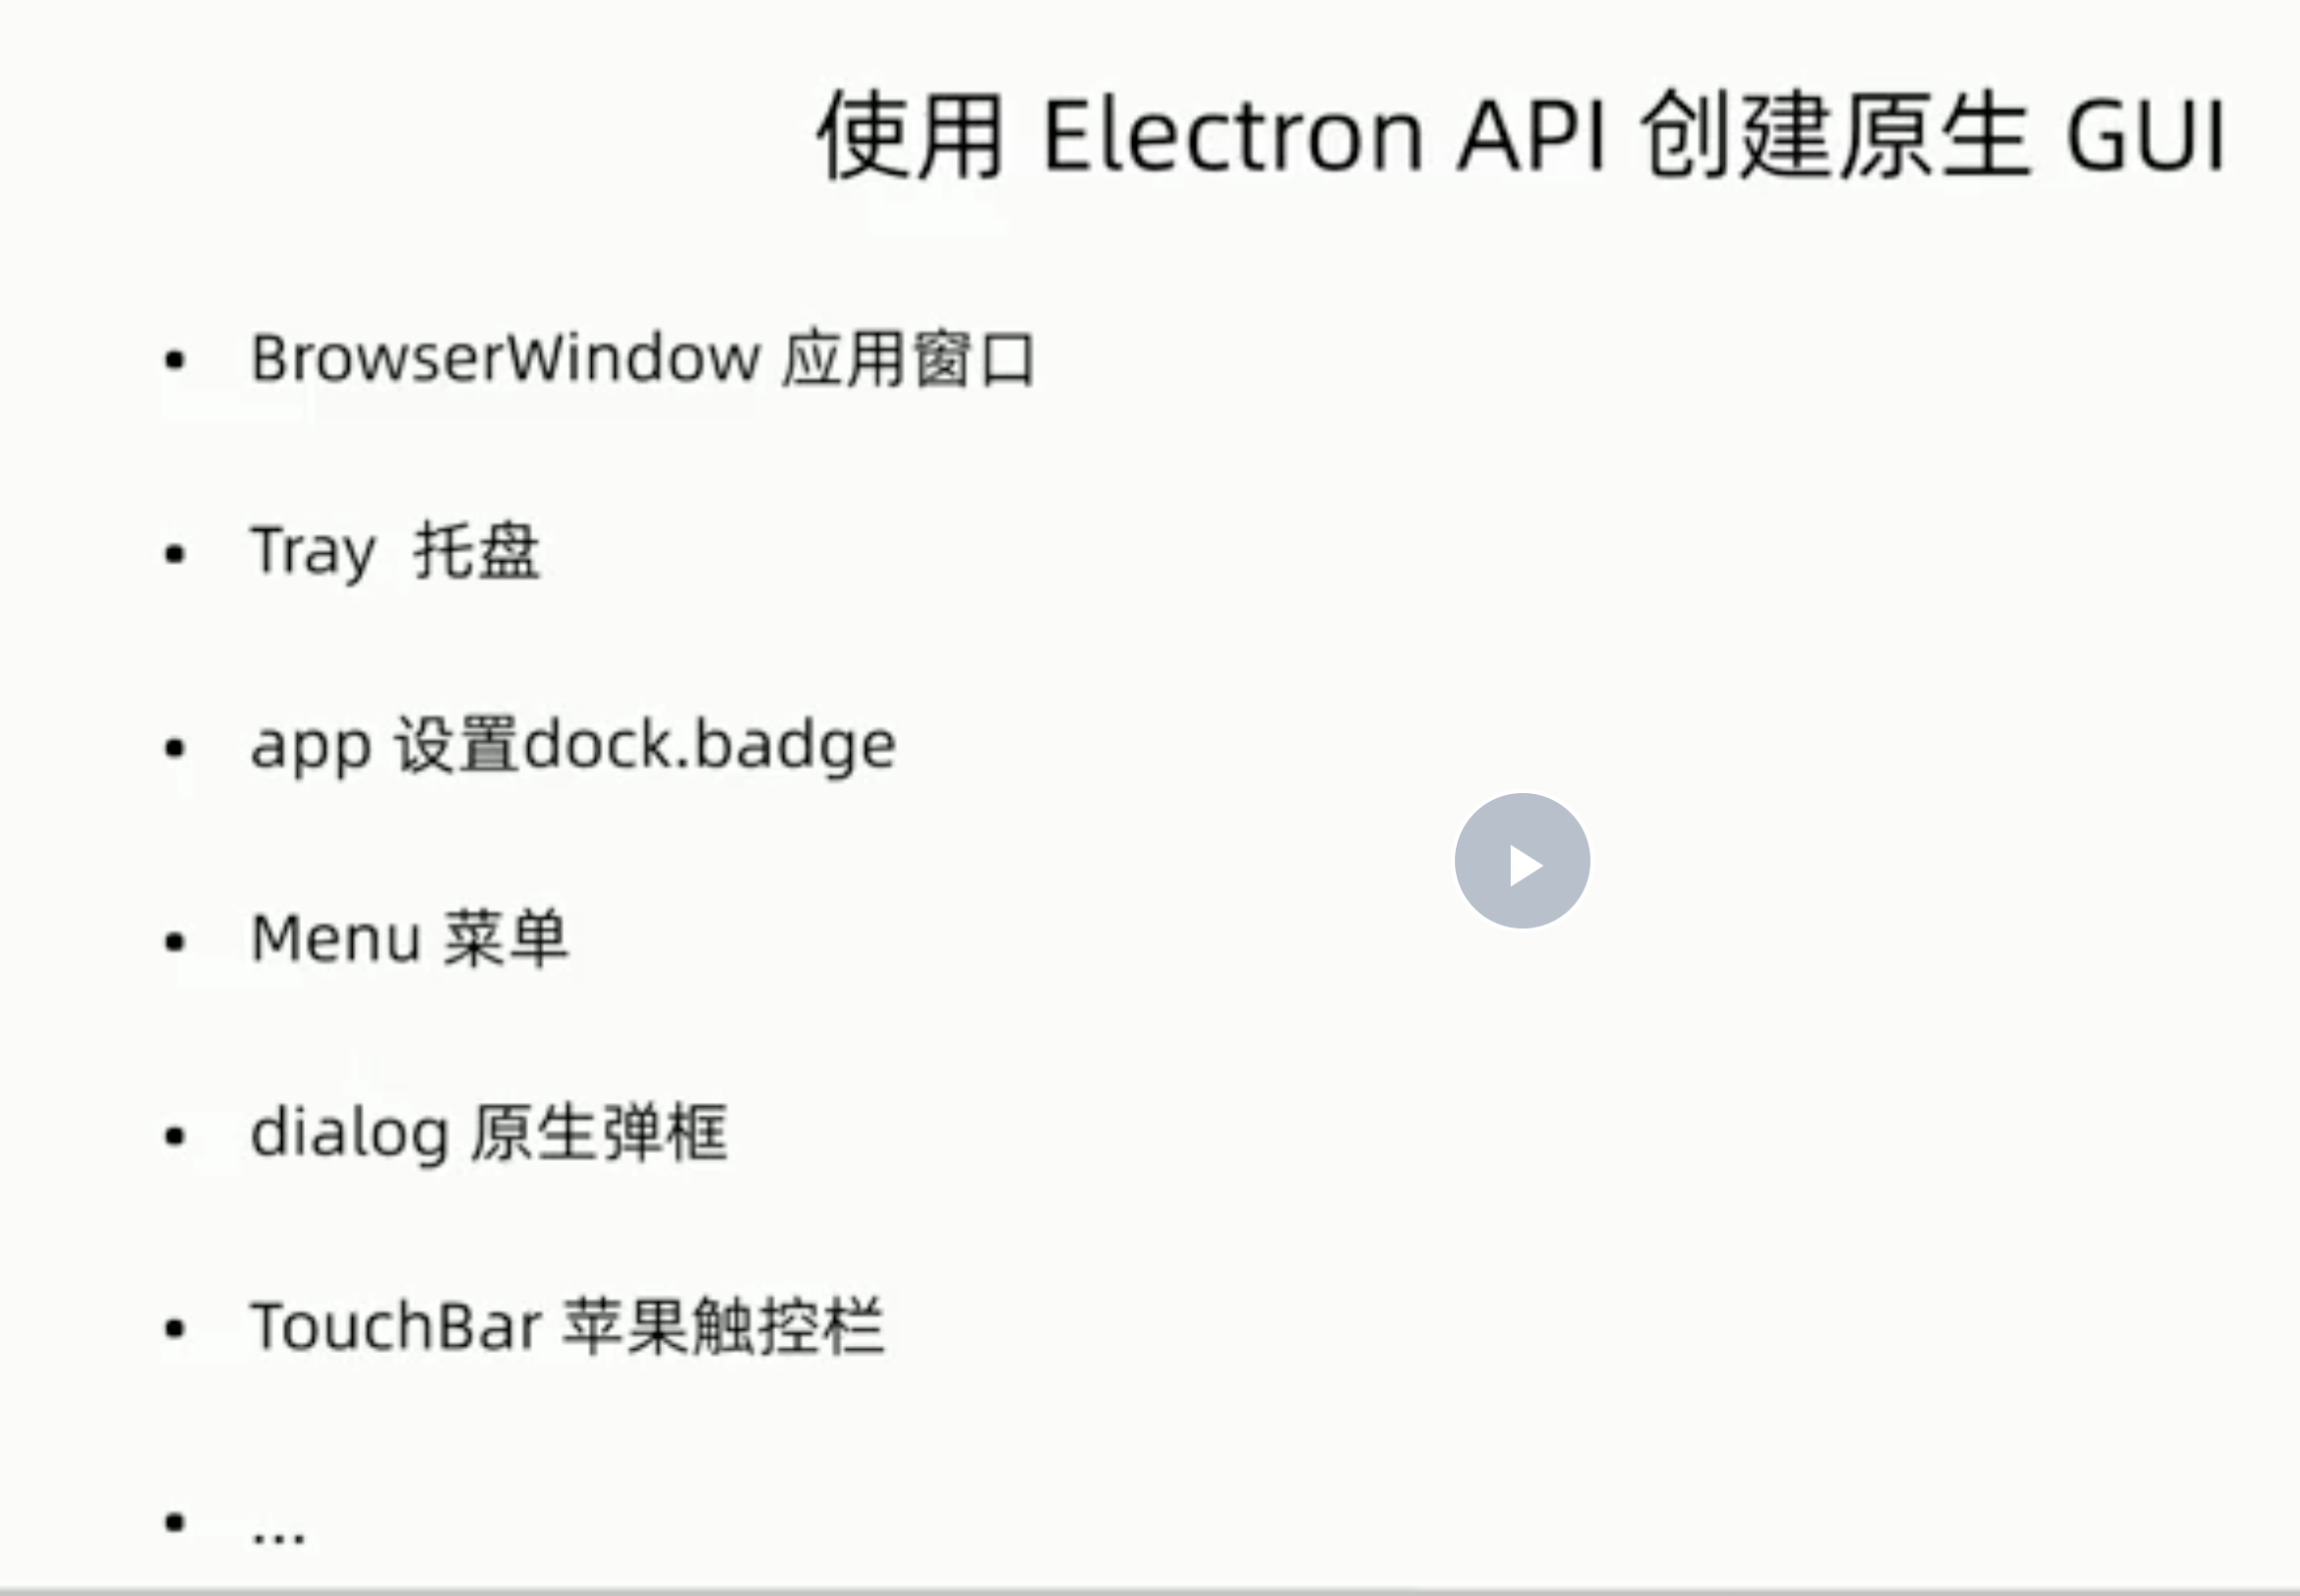 使用 Electron API 创建原生 GUI
• BrowserWindow 应用窗口
• Tray 托盘
• app 设置dock.badge
• Menu 菜单
• dialog 原生弹框
• TouchBar 苹果触控栏
• ...